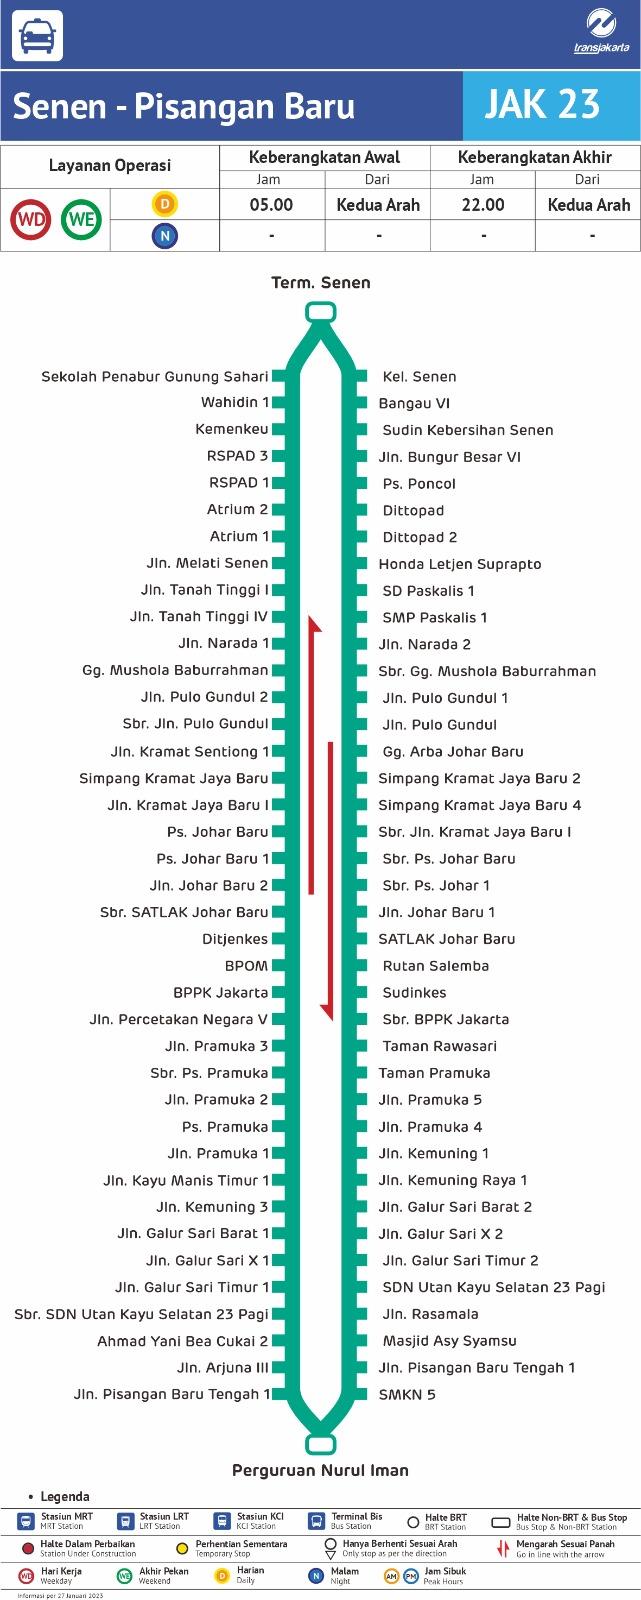 transjakarta
Senen - Pisangan Baru
JAK 23
Layanan Operasi
Keberangkatan Awal
Keberangkatan Akhir
Jam Dari Jam Dari
WD WE D 05.00 Kedua Arah 22.00 Kedua Arah
N - - - -
Term. Senen
Sekolah Penabur Gunung Sahari Kel. Senen
Wahidin 1 Bangau VI
Kemenkeu Sudin Kebersihan Senen
RSPAD 3 Jln. Bungur Besar VI
RSPAD 1 Ps. Poncol
Atrium 2 Dittopad
Atrium 1 Dittopad 2
Jln. Melati Senen Honda Letjen Suprapto
Jln. Tanah Tinggi I SD Paskalis 1
Jln. Tanah Tinggi IV SMP Paskalis 1
Jln. Narada 1 Jln. Narada 2
Gg. Mushola Baburrahman Sbr. Gg. Mushola Baburrahman
Jln. Pulo Gundul 2 Jln. Pulo Gundul 1
Sbr. Jln. Pulo Gundul Jln. Pulo Gundul
Jln. Kramat Sentiong 1 Gg. Arba Johar Baru
Simpang Kramat Jaya Baru Simpang Kramat Jaya Baru 2
Jln. Kramat Jaya Baru I Simpang Kramat Jaya Baru 4
Ps. Johar Baru Sbr. Jln. Kramat Jaya Baru I
Ps. Johar Baru 1 Sbr. Ps. Johar Baru
Jln. Johar Baru 2 Sbr. Ps. Johar 1
Sbr. SATLAK Johar Baru Jln. Johar Baru 1
Ditjenkes SATLAK Johar Baru
BPOM Rutan Salemba
BPPK Jakarta Sudinkes
Jln. Percetakan Negara V Sbr. BPPK Jakarta
Jln. Pramuka 3 Taman Rawasari
Sbr. Ps. Pramuka Taman Pramuka
Jln. Pramuka 2 Jln. Pramuka 5
Ps. Pramuka Jln. Pramuka 4
Jln. Pramuka 1 Jln. Kemuning 1
Jln. Kayu Manis Timur 1 Jln. Kemuning Raya 1
Jln. Kemuning 3 Jln. Galur Sari Barat 2
Jln. Galur Sari Barat 1 Jln. Galur Sari X 2
Jln. Galur Sari X 1 Jln. Galur Sari Timur 2
Jln. Galur Sari Timur 1 SDN Utan Kayu Selatan 23 Pagi
Sbr. SDN Utan Kayu Selatan 23 Pagi Jln. Rasamala
Ahmad Yani Bea Cukai 2 Masjid Asy Syamsu
Jln. Arjuna III Jln. Pisangan Baru Tengah 1
Jln. Pisangan Baru Tengah 1 SMKN 5
Perguruan Nurul Iman
• Legenda
Stasiun MRT Stasiun LRT Stasiun KCI Terminal Bis Halte BRT Halte Non-BRT & Bus Stop
MRT Station LRT Station KCI Station Bus Station BRT Station Bus Stop & Non-BRT Station
Halte Dalam Perbaikan Perhentian Sementara Hanya Berhenti Sesuai Arah Mengarah Sesuai Panah
Station Under Construction Temporary Stop Only stop as per the direction Go in line with the arrow
WD Hari Kerja WE Akhir Pekan D Harian N Malam AM PM Jam Sibuk
Weekday Weekend Daily Night Peak Hours
Informasi per 27 Januari 2023